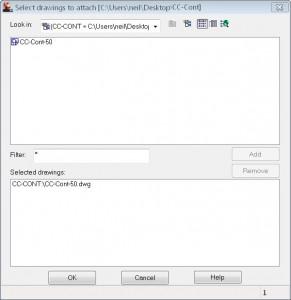 Select drawings to attach [C:\Users\neil\Desktop\CC-Cont]
Look in: (CC-CONT = C:\Users\neil\Deskto
CC-Cont-50
Filter: *
Add
Remove
Selected drawings:
CC-CONT:\CC-Cont-50.dwg
OK Cancel Help
1